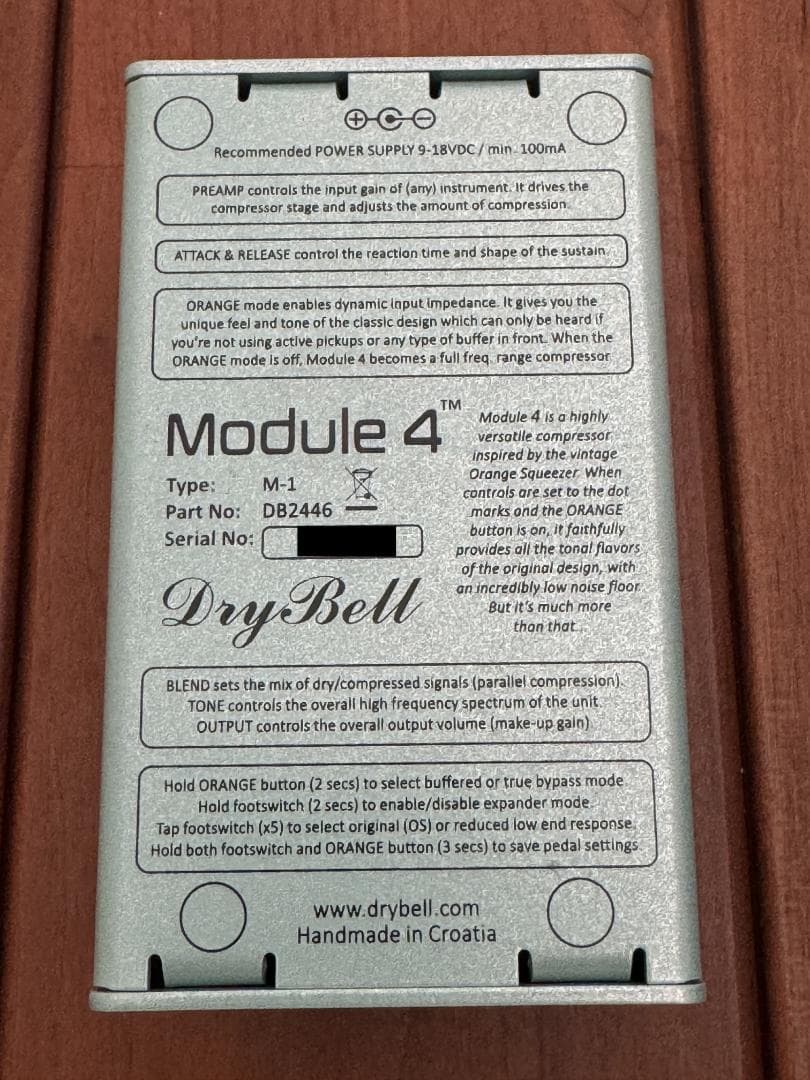 Recommended POWER SUPPLY 9-18VDC / min. 100mA
PREAMP controls the input gain of (any) instrument. It drives the
compressor stage and adjusts the amount of compression.
ATTACK & RELEASE control the reaction time and shape of the sustain.
ORANGE mode enables dynamic input impedance. It gives you the
unique feel and tone of the classic design which can only be heard if
you're not using active pickups or any type of buffer in front. When the
ORANGE mode is off, Module 4 becomes a full freq. range compressor.
Module 4™
Type: M-1
Part No: DB2446
Serial No:
DryBell
Module 4 is a highly
versatile compressor
inspired by the vintage
Orange Squeezer. When
controls are set to the dot
marks and the ORANGE
button is on, it faithfully
provides all the tonal flavors
of the original design, with
an incredibly low noise floor.
But it's much more
than that...
BLEND sets the mix of dry/compressed signals (parallel compression).
TONE controls the overall high frequency spectrum of the unit.
OUTPUT controls the overall output volume (make-up gain).
Hold ORANGE button (2 secs) to select buffered or true bypass mode.
Hold footswitch (2 secs) to enable/disable expander mode.
Tap footswitch (x5) to select original (OS) or reduced low end response.
Hold both footswitch and ORANGE button (3 secs) to save pedal settings.
www.drybell.com
Handmade in Croatia